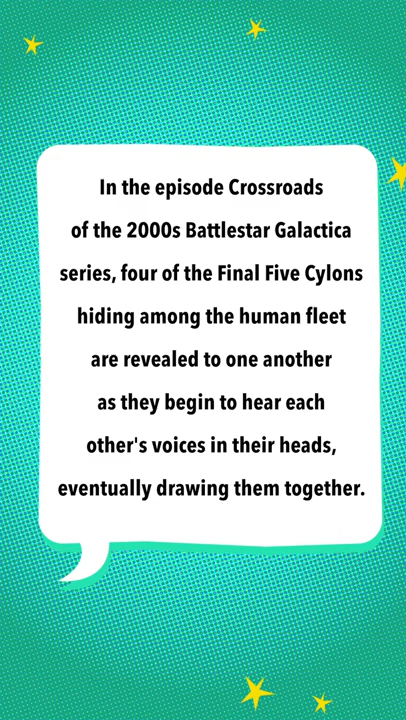 In the episode Crossroads
of the 2000s Battlestar Galactica
series, four of the Final Five Cylons
hiding among the human fleet
are revealed to one another
as they begin to hear each
other's voices in their heads,
eventually drawing them together.